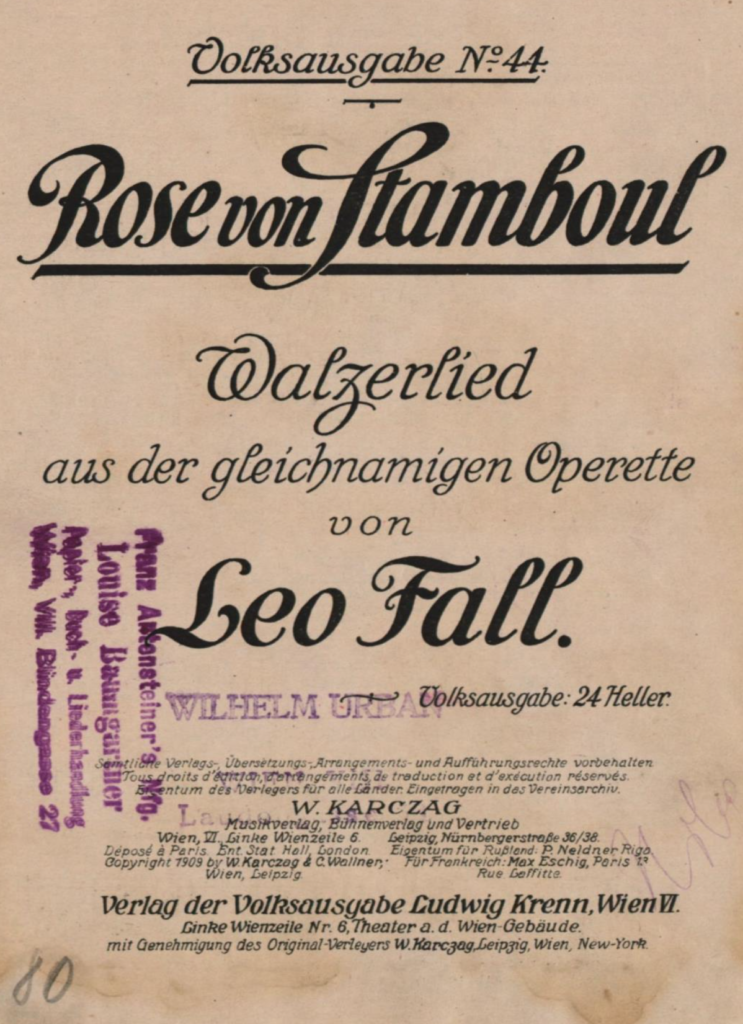 Volksausgabe No. 44.
Rose von Stamboul
Walzerlied
aus der gleichnamigen Operette
von
Leo Fall.
Volksausgabe: 24 Heller.
Franz Antensteiner's Nfg.
Louise Baumgartner
Papier-, Buch- u. Liederhandlung
Wien, VIII. Blindengasse 27
WILHELM URBAN
Sämtliche Verlags-, Übersetzungs-, Arrangements- und Aufführungsrechte vorbehalten.
Tous droits d'édition, d'arrangements, de traduction et d'exécution réservés.
Eigentum des Verlegers für alle Länder. Eingetragen in das Vereinsarchiv.
W. KARCZAG
Musikverlag, Bühnenverlag und Vertrieb
Wien, VI. Linke Wienzeile 6. Leipzig, Nürnbergerstraße 36/38.
Déposé à Paris. Ent. Stat. Hall, London. Eigentum für Rußland: P. Neldner Riga.
Copyright 1909 by W. Karczag & C. Wallner, Für Frankreich: Max Eschig, Paris 13
Wien, Leipzig. Rue Laffitte.
Verlag der Volksausgabe Ludwig Krenn, Wien VI.
Linke Wienzeile Nr. 6, Theater a. d. Wien-Gebäude.
mit Genehmigung des Original-Verleyers W. Karczag, Leipzig, Wien, New-York.
80